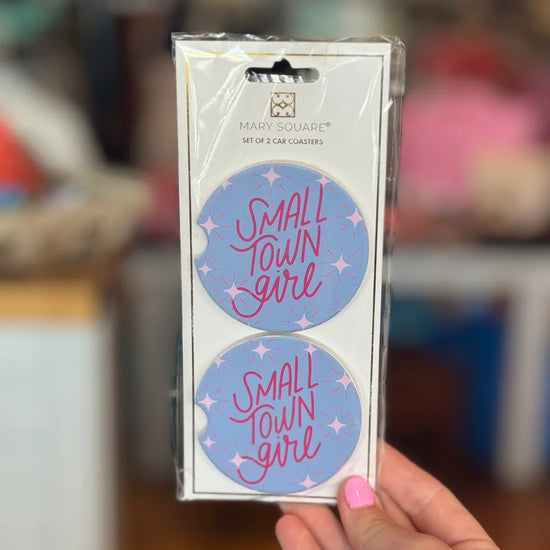 MARY SQUARE®
SET OF 2 CAR COASTERS
SMALL
TOWN
girl
SMALL
TOWN
girl